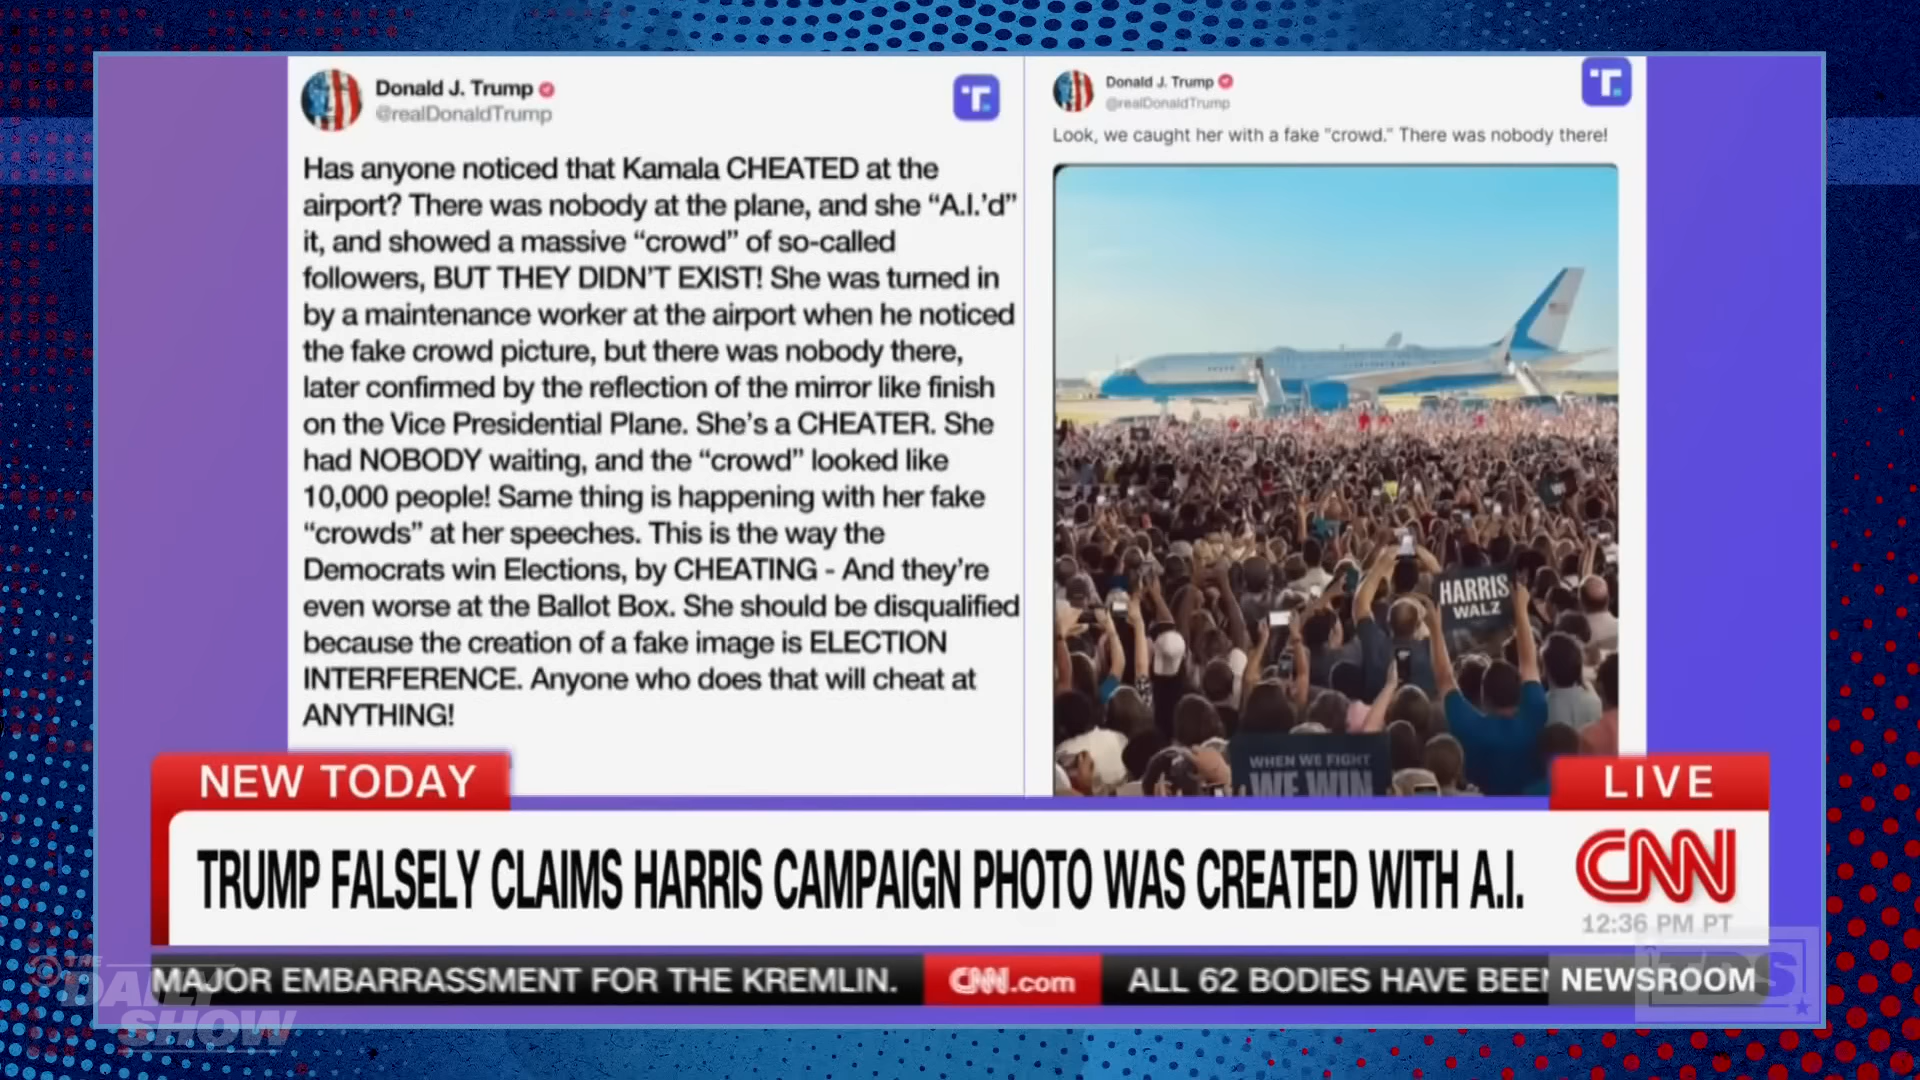 Donald J. Trump
@realDonaldTrump
Has anyone noticed that Kamala CHEATED at the
airport? There was nobody at the plane, and she “A.I.’d”
it, and showed a massive “crowd” of so-called
followers, BUT THEY DIDN’T EXIST! She was turned in
by a maintenance worker at the airport when he noticed
the fake crowd picture, but there was nobody there,
later confirmed by the reflection of the mirror like finish
on the Vice Presidential Plane. She’s a CHEATER. She
had NOBODY waiting, and the “crowd” looked like
10,000 people! Same thing is happening with her fake
“crowds” at her speeches. This is the way the
Democrats win Elections, by CHEATING - And they’re
even worse at the Ballot Box. She should be disqualified
because the creation of a fake image is ELECTION
INTERFERENCE. Anyone who does that will cheat at
ANYTHING!
T.
Donald J. Trump
@realDonaldTrump
T.
Look, we caught her with a fake "crowd." There was nobody there!
HARRIS
WALZ
WHEN WE FIGHT
WE WIN
NEW TODAY
LIVE
TRUMP FALSELY CLAIMS HARRIS CAMPAIGN PHOTO WAS CREATED WITH A.I.
CNN
12:36 PM PT
MAJOR EMBARRASSMENT FOR THE KREMLIN.
CNN.com
ALL 62 BODIES HAVE BEEN
NEWSROOM
THE
DAILY
SHOW
TDS